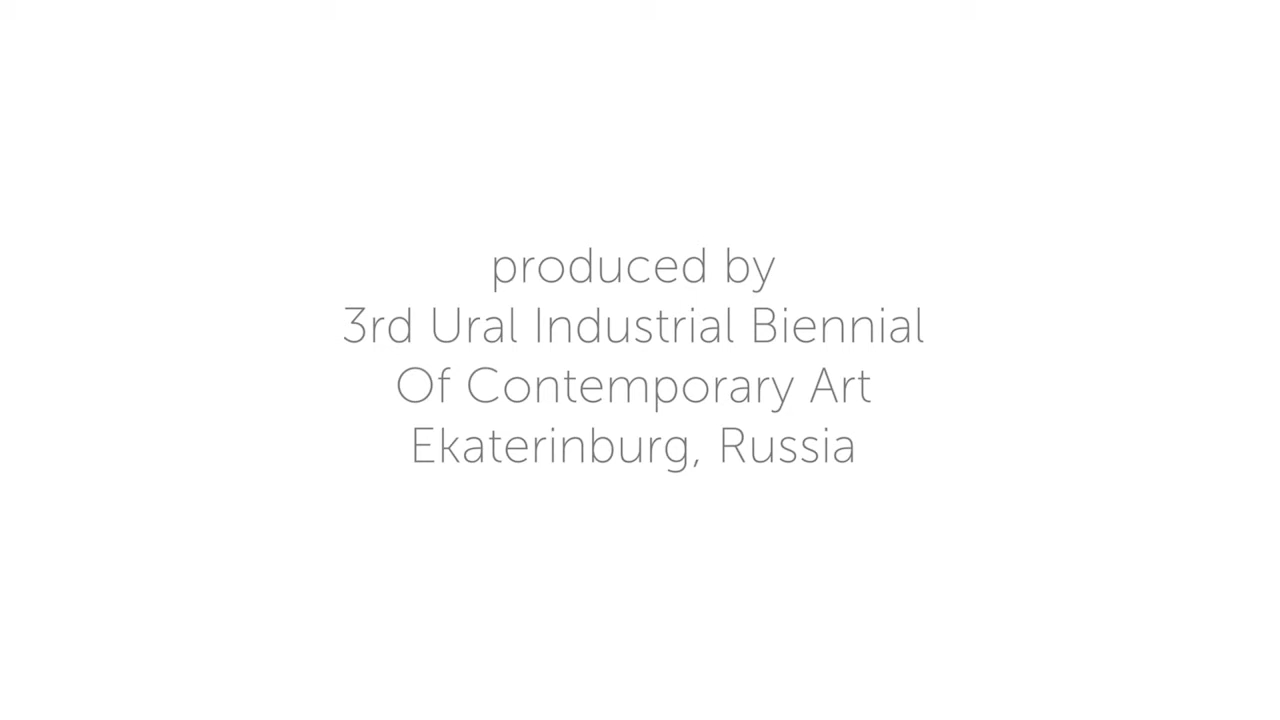 produced by
3rd Ural Industrial Biennial
Of Contemporary Art
Ekaterinburg, Russia